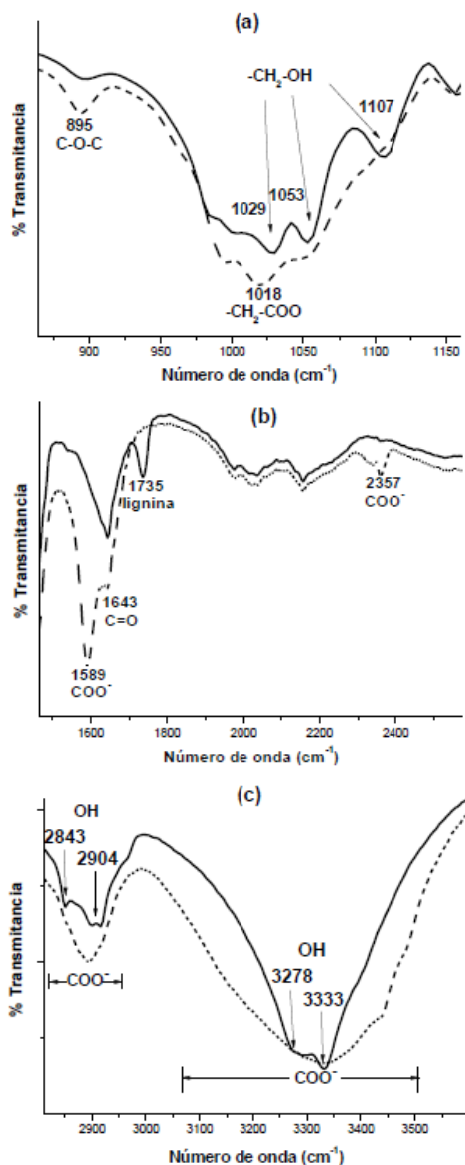 (a)
-CH₂-OH
1107
895
C-O-C
1029
1053
1018
-CH₂-COO
% Transmitancia
900
950
1000
1050
1100
1150
Número de onda (cm⁻¹)
(b)
1735
lignina
2357
COO⁻
1643
C=O
1589
COO⁻
% Transmitancia
1600
1800
2000
2200
2400
Número de onda (cm⁻¹)
(c)
OH
2843
2904
OH
3278
3333
COO⁻
COO⁻
% Transmitancia
2900
3000
3100
3200
3300
3400
3500
Número de onda (cm⁻¹)